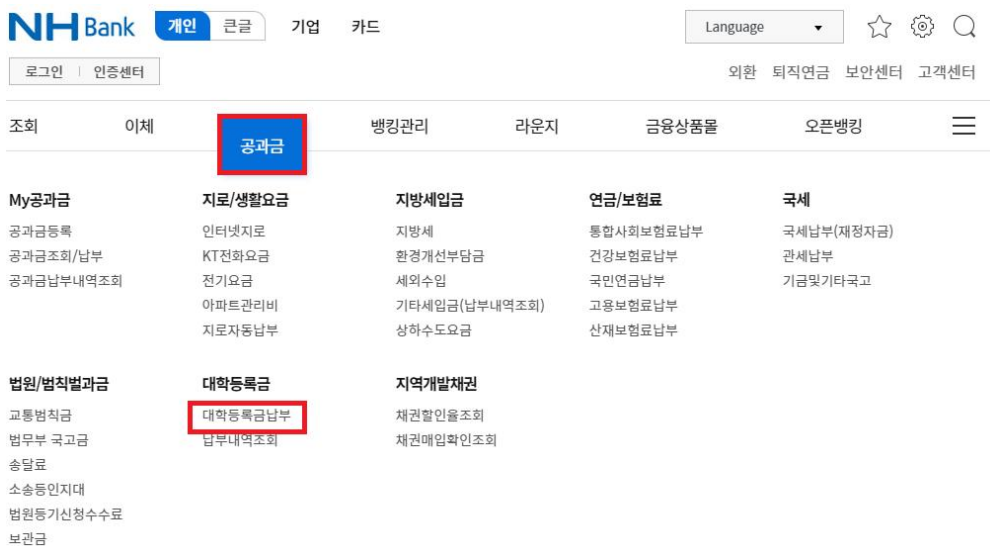 NH Bank 개인 큰글 기업 카드 Language
로그인 인증센터 외환 퇴직연금 보안센터 고객센터
조회 이체 공과금 뱅킹관리 라운지 금융상품몰 오픈뱅킹
My공과금 지로/생활요금 지방세입금 연금/보험료 국세
공과금등록 인터넷지로 지방세 통합사회보험료납부 국세납부(재정자금)
공과금조회/납부 KT전화요금 환경개선부담금 건강보험료납부 관세납부
공과금납부내역조회 전기요금 세외수입 국민연금납부 기금및기타국고
아파트관리비 기타세입금(납부내역조회) 고용보험료납부
지로자동납부 상하수도요금 산재보험료납부
법원/범칙벌과금 대학등록금 지역개발채권
교통범칙금 대학등록금납부 채권할인율조회
법무부 국고금 납부내역조회 채권매입확인조회
송달료
소송등인지대
법원등기신청수수료
보관금